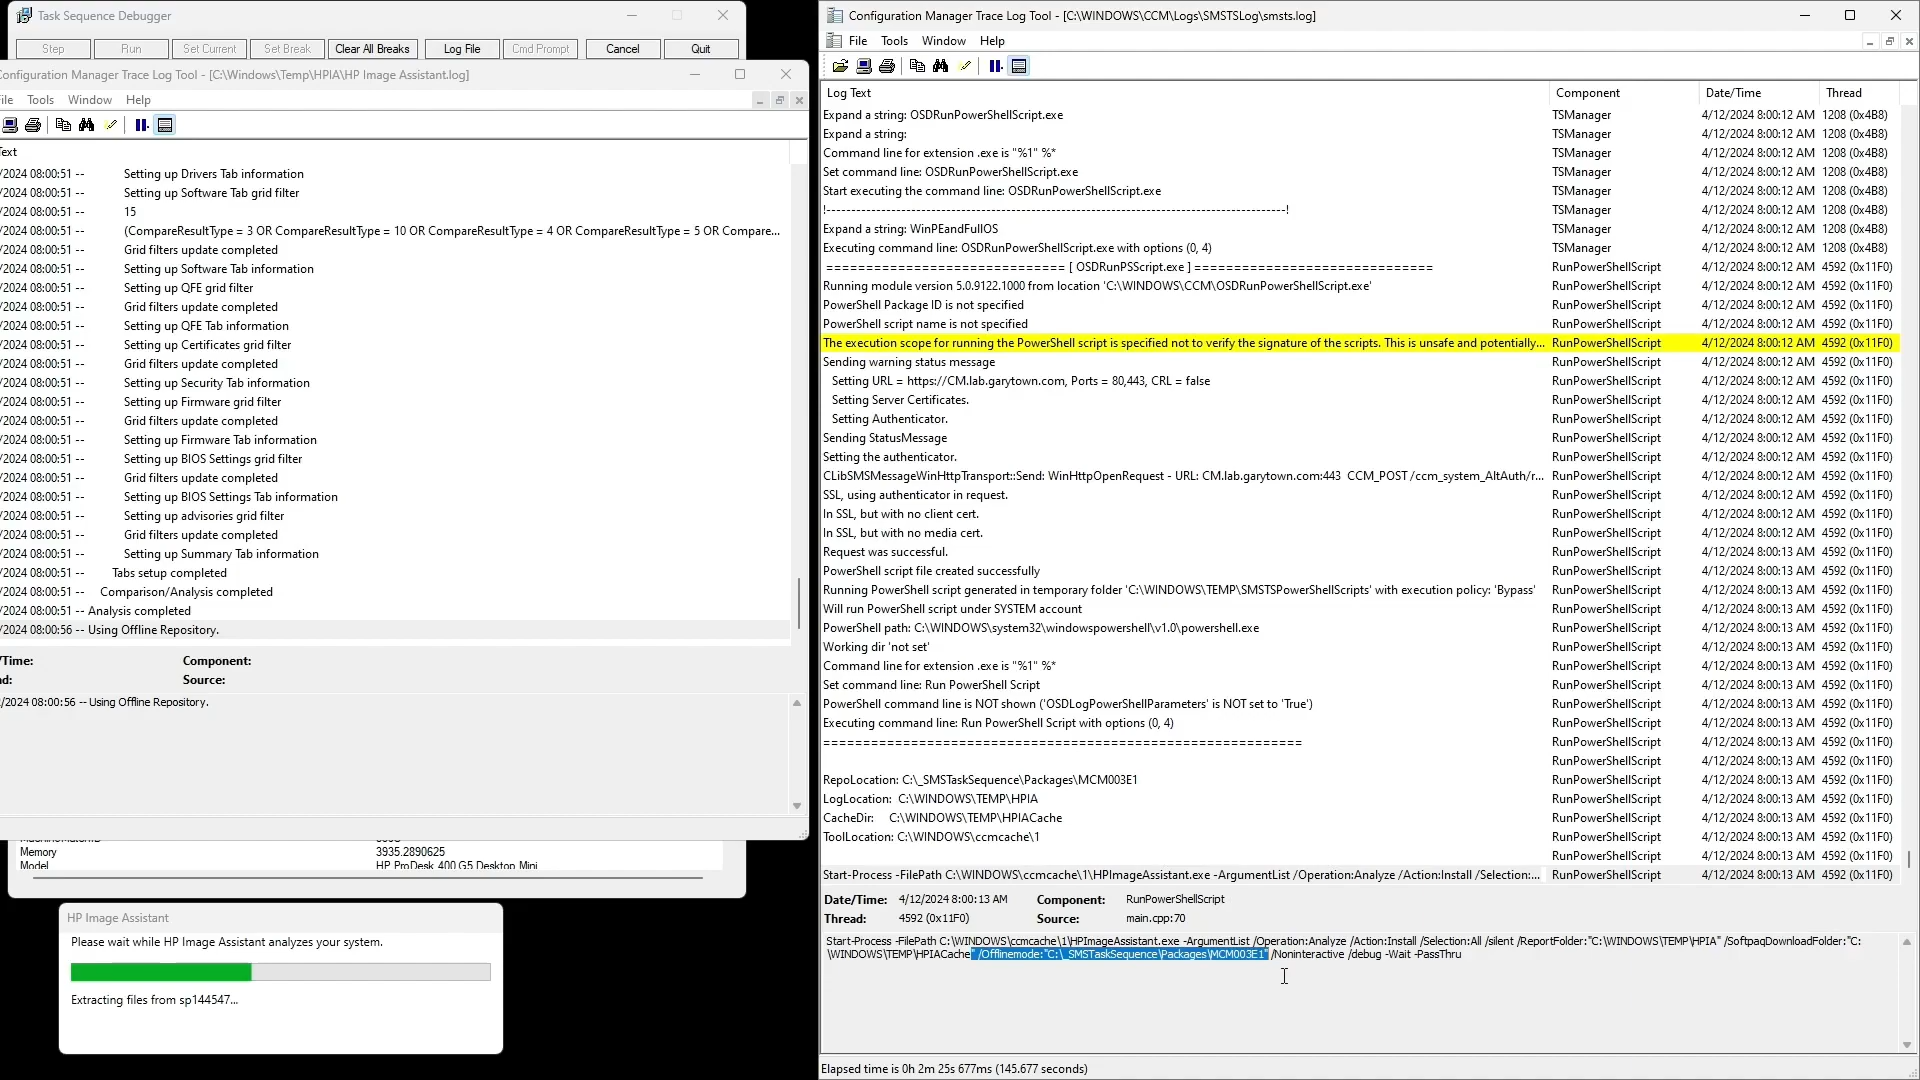 Task Sequence Debugger
Step Run Set Current Set Break Clear All Breaks Log File Cmd Prompt Cancel Quit
onfiguration Manager Trace Log Tool - [C:\Windows\Temp\HPIA\HP Image Assistant.log]
ile Tools Window Help
ext
/2024 08:00:51 -- Setting up Drivers Tab information
/2024 08:00:51 -- Setting up Software Tab grid filter
/2024 08:00:51 -- 15
/2024 08:00:51 -- (CompareResultType = 3 OR CompareResultType = 10 OR CompareResultType = 4 OR CompareResultType = 5 OR Compare...
/2024 08:00:51 -- Grid filters update completed
/2024 08:00:51 -- Setting up Software Tab information
/2024 08:00:51 -- Setting up QFE grid filter
/2024 08:00:51 -- Grid filters update completed
/2024 08:00:51 -- Setting up QFE Tab information
/2024 08:00:51 -- Setting up Certificates grid filter
/2024 08:00:51 -- Grid filters update completed
/2024 08:00:51 -- Setting up Security Tab information
/2024 08:00:51 -- Setting up Firmware grid filter
/2024 08:00:51 -- Grid filters update completed
/2024 08:00:51 -- Setting up Firmware Tab information
/2024 08:00:51 -- Setting up BIOS Settings grid filter
/2024 08:00:51 -- Grid filters update completed
/2024 08:00:51 -- Setting up BIOS Settings Tab information
/2024 08:00:51 -- Setting up advisories grid filter
/2024 08:00:51 -- Grid filters update completed
/2024 08:00:51 -- Setting up Summary Tab information
/2024 08:00:51 -- Tabs setup completed
/2024 08:00:51 -- Comparison/Analysis completed
/2024 08:00:51 -- Analysis completed
/2024 08:00:56 -- Using Offline Repository.
/Time: Component:
d: Source:
/2024 08:00:56 -- Using Offline Repository.
Memory 3935.2890625
Model HP ProDesk 400 G5 Desktop Mini
HP Image Assistant
Please wait while HP Image Assistant analyzes your system.
Extracting files from sp144547...
Configuration Manager Trace Log Tool - [C:\WINDOWS\CCM\Logs\SMSTSLog\smsts.log]
File Tools Window Help
Log Text Component Date/Time Thread
Expand a string: OSDRunPowerShellScript.exe TSManager 4/12/2024 8:00:12 AM 1208 (0x4B8)
Expand a string: TSManager 4/12/2024 8:00:12 AM 1208 (0x4B8)
Command line for extension .exe is "%1" %* TSManager 4/12/2024 8:00:12 AM 1208 (0x4B8)
Set command line: OSDRunPowerShellScript.exe TSManager 4/12/2024 8:00:12 AM 1208 (0x4B8)
Start executing the command line: OSDRunPowerShellScript.exe TSManager 4/12/2024 8:00:12 AM 1208 (0x4B8)
!--------------------------------------------------------------------------------------------! TSManager 4/12/2024 8:00:12 AM 1208 (0x4B8)
Expand a string: WinPEandFullOS TSManager 4/12/2024 8:00:12 AM 1208 (0x4B8)
Executing command line: OSDRunPowerShellScript.exe with options (0, 4) TSManager 4/12/2024 8:00:12 AM 1208 (0x4B8)
============================== [ OSDRunPSScript.exe ] ============================== RunPowerShellScript 4/12/2024 8:00:12 AM 4592 (0x11F0)
Running module version 5.0.9122.1000 from location 'C:\WINDOWS\CCM\OSDRunPowerShellScript.exe' RunPowerShellScript 4/12/2024 8:00:12 AM 4592 (0x11F0)
PowerShell Package ID is not specified RunPowerShellScript 4/12/2024 8:00:12 AM 4592 (0x11F0)
PowerShell script name is not specified RunPowerShellScript 4/12/2024 8:00:12 AM 4592 (0x11F0)
The execution scope for running the PowerShell script is specified not to verify the signature of the scripts. This is unsafe and potentially... RunPowerShellScript 4/12/2024 8:00:12 AM 4592 (0x11F0)
Sending warning status message RunPowerShellScript 4/12/2024 8:00:12 AM 4592 (0x11F0)
Setting URL = https://CM.lab.garytown.com, Ports = 80,443, CRL = false RunPowerShellScript 4/12/2024 8:00:12 AM 4592 (0x11F0)
Setting Server Certificates. RunPowerShellScript 4/12/2024 8:00:12 AM 4592 (0x11F0)
Setting Authenticator. RunPowerShellScript 4/12/2024 8:00:12 AM 4592 (0x11F0)
Sending StatusMessage RunPowerShellScript 4/12/2024 8:00:12 AM 4592 (0x11F0)
Setting the authenticator. RunPowerShellScript 4/12/2024 8:00:12 AM 4592 (0x11F0)
CLibSMSMessageWinHttpTransport::Send: WinHttpOpenRequest - URL: CM.lab.garytown.com:443 CCM_POST /ccm_system_AltAuth/r... RunPowerShellScript 4/12/2024 8:00:12 AM 4592 (0x11F0)
SSL, using authenticator in request. RunPowerShellScript 4/12/2024 8:00:12 AM 4592 (0x11F0)
In SSL, but with no client cert. RunPowerShellScript 4/12/2024 8:00:12 AM 4592 (0x11F0)
In SSL, but with no media cert. RunPowerShellScript 4/12/2024 8:00:12 AM 4592 (0x11F0)
Request was successful. RunPowerShellScript 4/12/2024 8:00:13 AM 4592 (0x11F0)
PowerShell script file created successfully RunPowerShellScript 4/12/2024 8:00:13 AM 4592 (0x11F0)
Running PowerShell script generated in temporary folder 'C:\WINDOWS\TEMP\SMSTSPowerShellScripts' with execution policy: 'Bypass' RunPowerShellScript 4/12/2024 8:00:13 AM 4592 (0x11F0)
Will run PowerShell script under SYSTEM account RunPowerShellScript 4/12/2024 8:00:13 AM 4592 (0x11F0)
PowerShell path: C:\WINDOWS\system32\windowspowershell\v1.0\powershell.exe RunPowerShellScript 4/12/2024 8:00:13 AM 4592 (0x11F0)
Working dir 'not set' RunPowerShellScript 4/12/2024 8:00:13 AM 4592 (0x11F0)
Command line for extension .exe is "%1" %* RunPowerShellScript 4/12/2024 8:00:13 AM 4592 (0x11F0)
Set command line: Run PowerShell Script RunPowerShellScript 4/12/2024 8:00:13 AM 4592 (0x11F0)
PowerShell command line is NOT shown ('OSDLogPowerShellParameters' is NOT set to 'True') RunPowerShellScript 4/12/2024 8:00:13 AM 4592 (0x11F0)
Executing command line: Run PowerShell Script with options (0, 4) RunPowerShellScript 4/12/2024 8:00:13 AM 4592 (0x11F0)
============================================================ RunPowerShellScript 4/12/2024 8:00:13 AM 4592 (0x11F0)
RunPowerShellScript 4/12/2024 8:00:13 AM 4592 (0x11F0)
RepoLocation: C:\_SMSTaskSequence\Packages\MCM003E1 RunPowerShellScript 4/12/2024 8:00:13 AM 4592 (0x11F0)
LogLocation: C:\WINDOWS\TEMP\HPIA RunPowerShellScript 4/12/2024 8:00:13 AM 4592 (0x11F0)
CacheDir: C:\WINDOWS\TEMP\HPIACache RunPowerShellScript 4/12/2024 8:00:13 AM 4592 (0x11F0)
ToolLocation: C:\WINDOWS\ccmcache\1 RunPowerShellScript 4/12/2024 8:00:13 AM 4592 (0x11F0)
RunPowerShellScript 4/12/2024 8:00:13 AM 4592 (0x11F0)
Start-Process -FilePath C:\WINDOWS\ccmcache\1\HPImageAssistant.exe -ArgumentList /Operation:Analyze /Action:Install /Selection:... RunPowerShellScript 4/12/2024 8:00:13 AM 4592 (0x11F0)
Date/Time: 4/12/2024 8:00:13 AM Component: RunPowerShellScript
Thread: 4592 (0x11F0) Source: main.cpp:70
Start-Process -FilePath C:\WINDOWS\ccmcache\1\HPImageAssistant.exe -ArgumentList /Operation:Analyze /Action:Install /Selection:All /silent /ReportFolder:"C:\WINDOWS\TEMP\HPIA" /SoftpaqDownloadFolder:"C:
\WINDOWS\TEMP\HPIACache" /Offlinemode:"C:\_SMSTaskSequence\Packages\MCM003E1" /Noninteractive /debug -Wait -PassThru
Elapsed time is 0h 2m 25s 677ms (145.677 seconds)